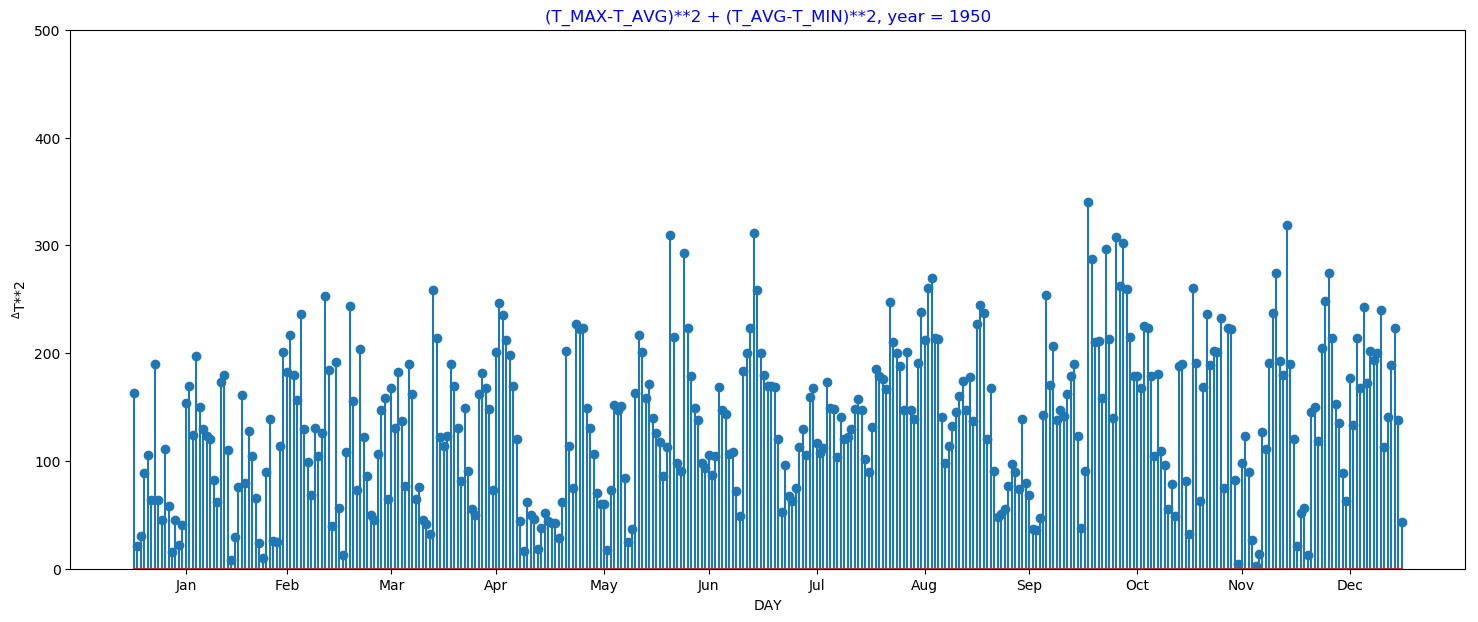 (T_MAX-T_AVG)**2 + (T_AVG-T_MIN)**2, year = 1950
500
400
300
200
100
0
ΔT**2
Jan Feb Mar Apr May Jun Jul Aug Sep Oct Nov Dec
DAY